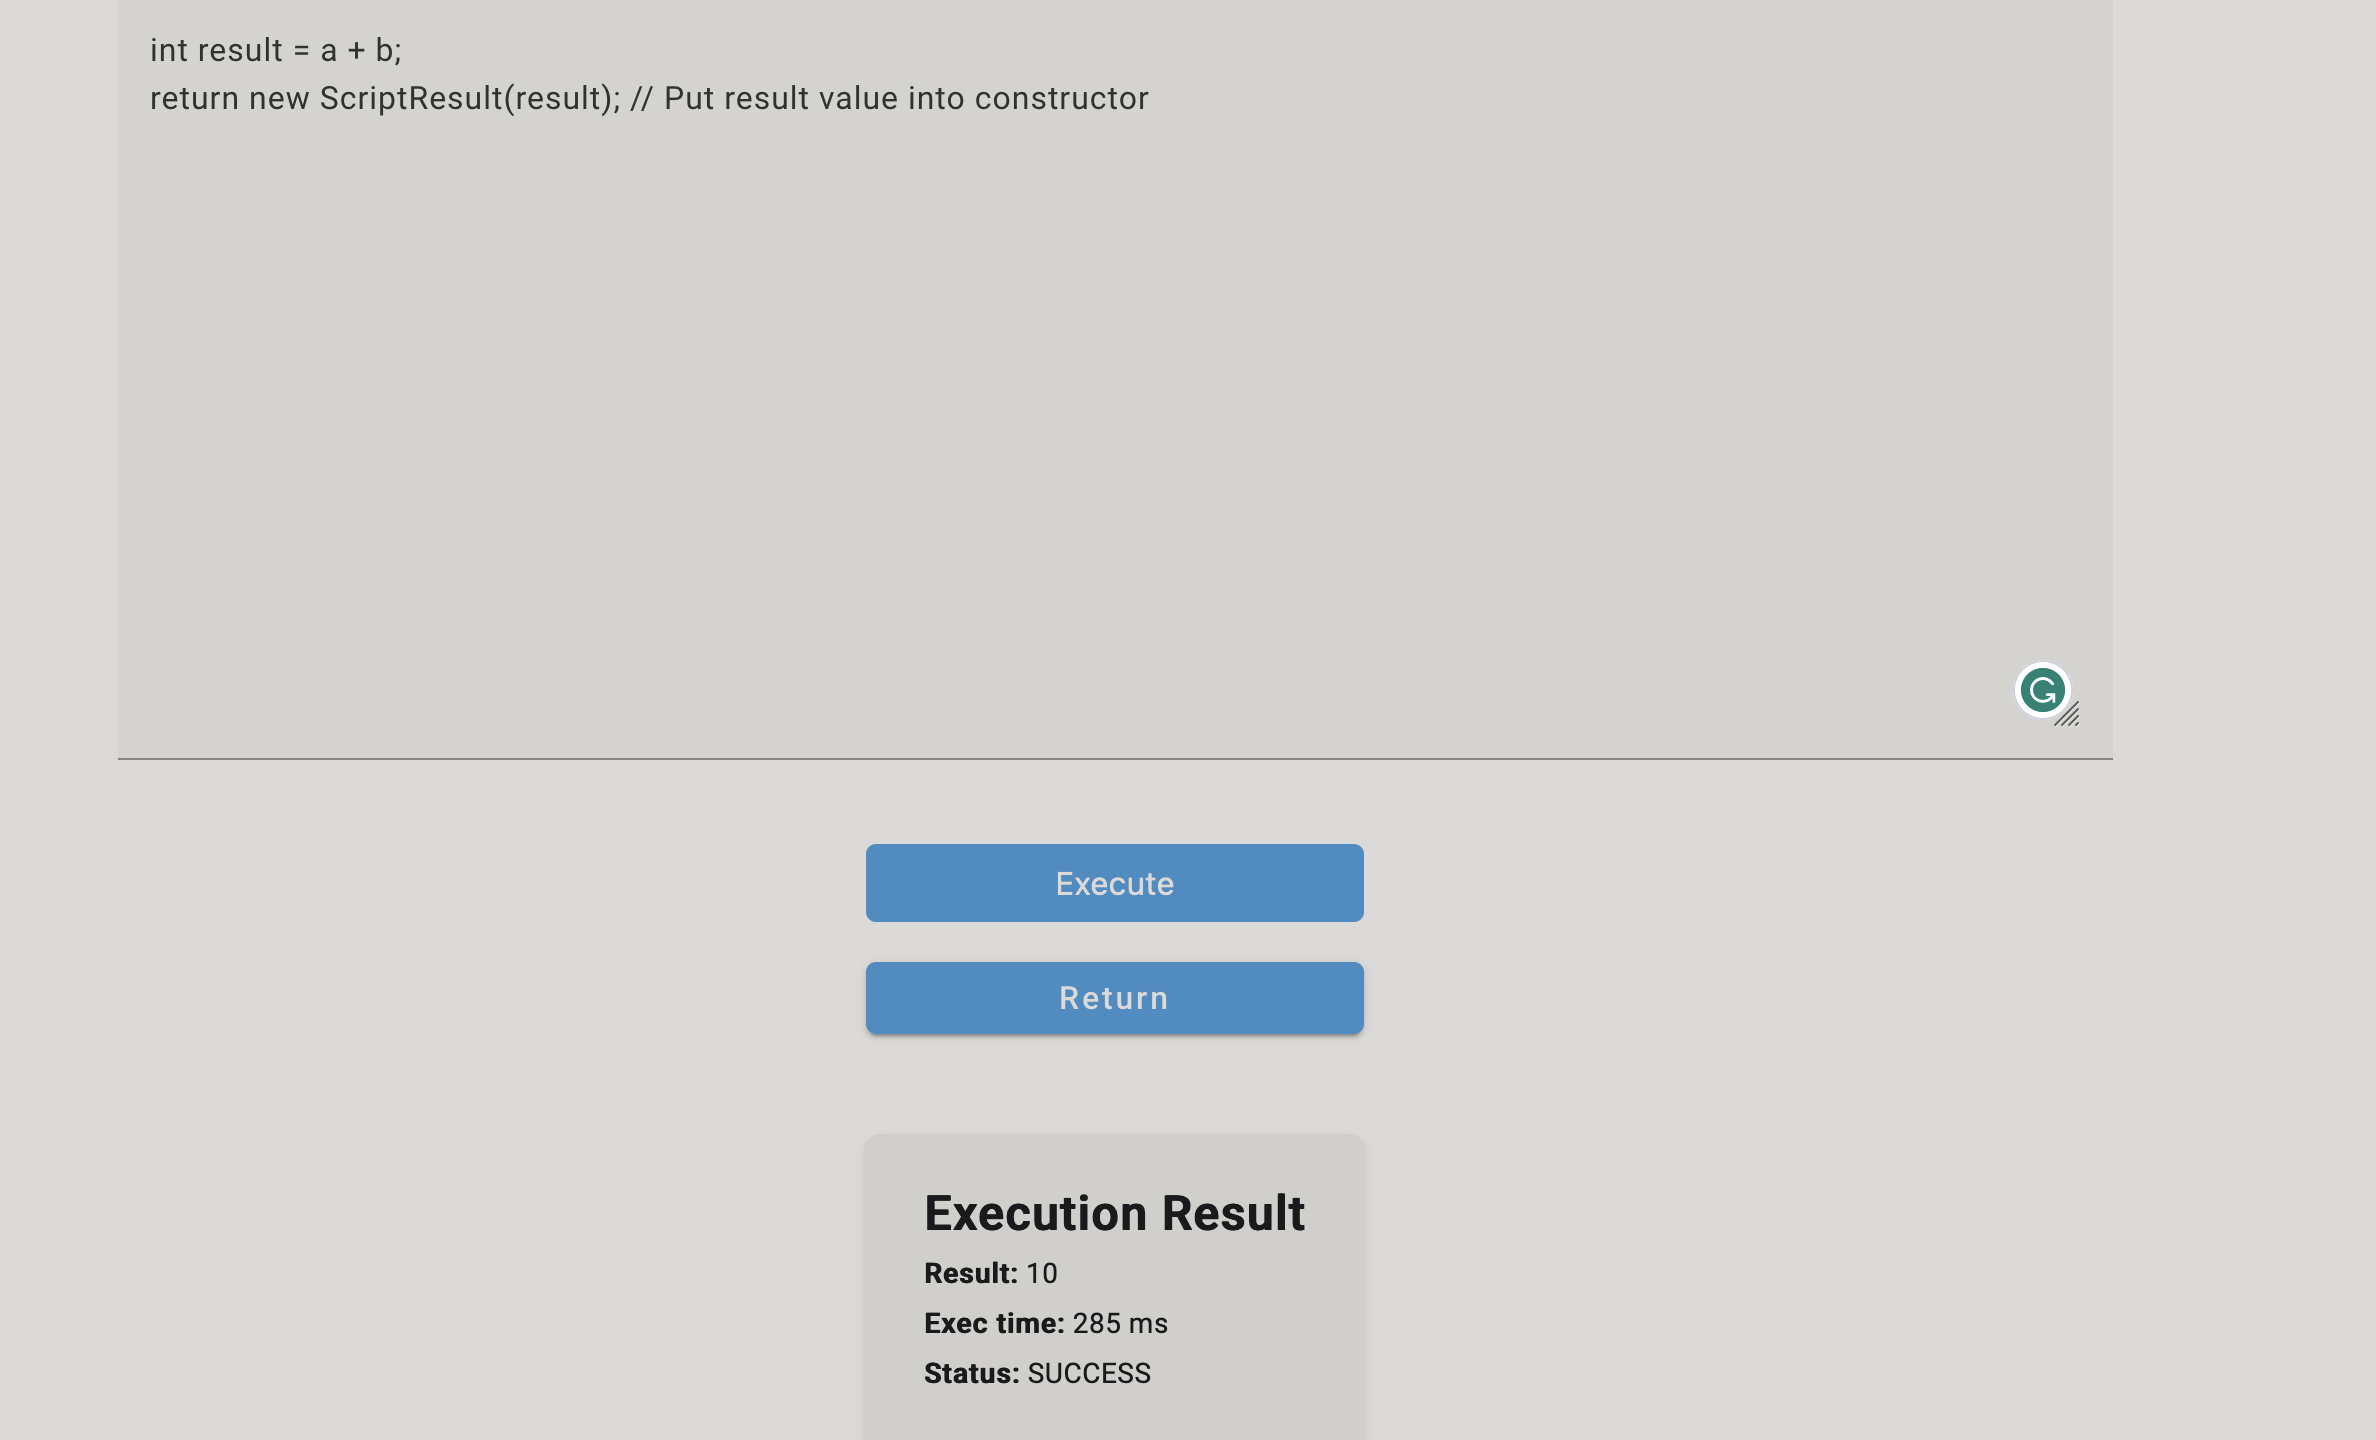 int result = a + b;
return new ScriptResult(result); // Put result value into constructor
Execute
Return
Execution Result
Result: 10
Exec time: 285 ms
Status: SUCCESS